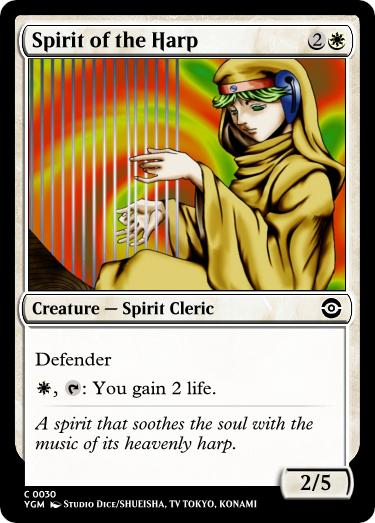 Spirit of the Harp 2
Creature — Spirit Cleric
Defender
, : You gain 2 life.
A spirit that soothes the soul with the
music of its heavenly harp.
2/5
C 0030
YGM Studio Dice/SHUEISHA, TV TOKYO, KONAMI